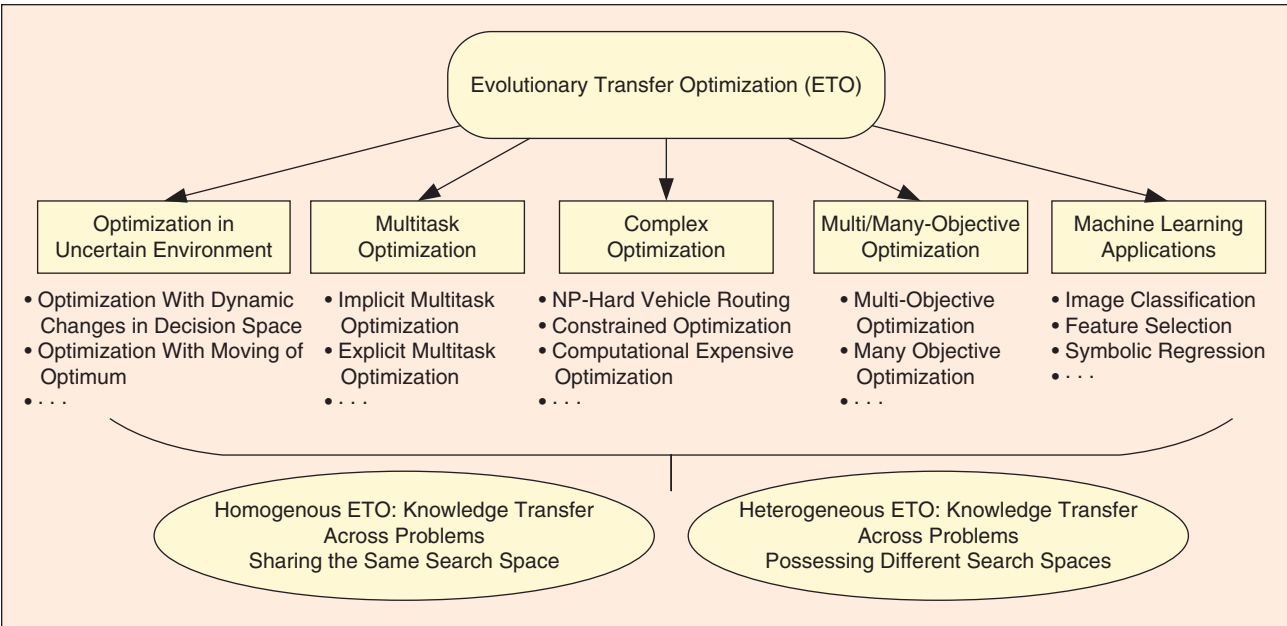 Evolutionary Transfer Optimization (ETO)
Optimization in
Uncertain Environment
• Optimization With Dynamic
Changes in Decision Space
• Optimization With Moving of
Optimum
• · · ·
Multitask
Optimization
• Implicit Multitask
Optimization
• Explicit Multitask
Optimization
• · · ·
Complex
Optimization
• NP-Hard Vehicle Routing
• Constrained Optimization
• Computational Expensive
Optimization
• · · ·
Multi/Many-Objective
Optimization
• Multi-Objective
Optimization
• Many Objective
Optimization
• · · ·
Machine Learning
Applications
• Image Classification
• Feature Selection
• Symbolic Regression
• · · ·
Homogenous ETO: Knowledge Transfer
Across Problems
Sharing the Same Search Space
Heterogeneous ETO: Knowledge Transfer
Across Problems
Possessing Different Search Spaces